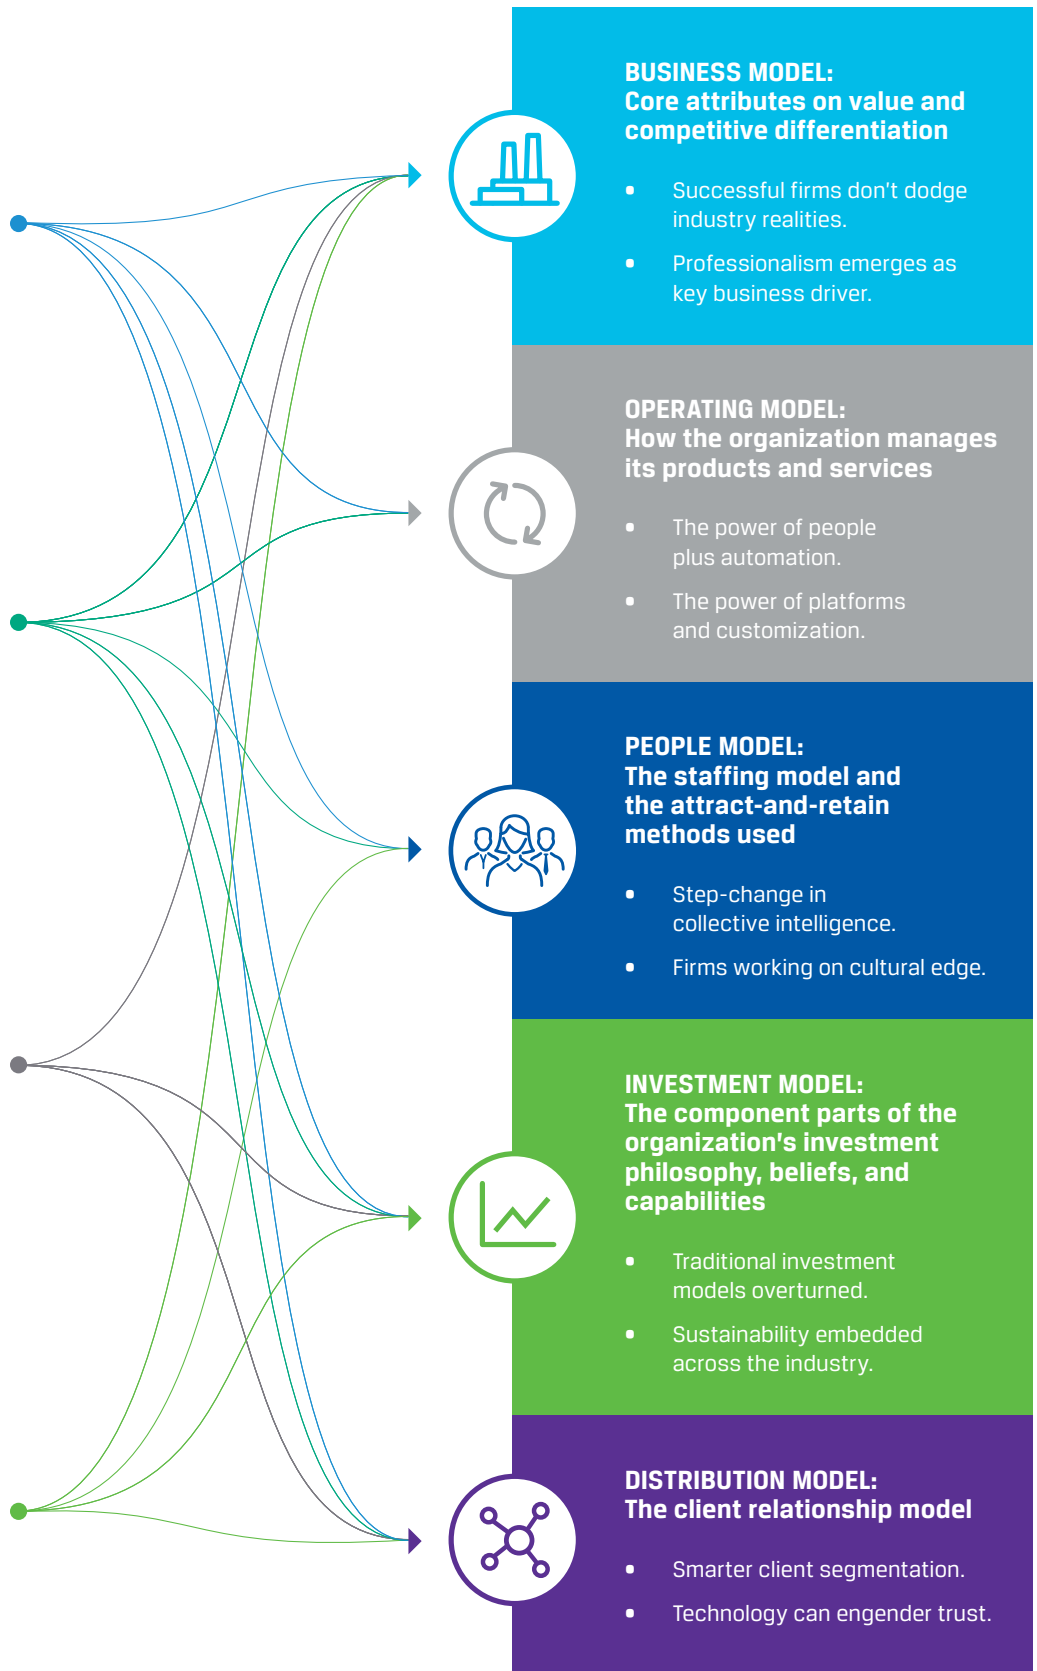 BUSINESS MODEL:
Core attributes on value and
competitive differentiation
• Successful firms don’t dodge
industry realities.
• Professionalism emerges as
key business driver.
OPERATING MODEL:
How the organization manages
its products and services
• The power of people
plus automation.
• The power of platforms
and customization.
PEOPLE MODEL:
The staffing model and
the attract-and-retain
methods used
• Step-change in
collective intelligence.
• Firms working on cultural edge.
INVESTMENT MODEL:
The component parts of the
organization’s investment
philosophy, beliefs, and
capabilities
• Traditional investment
models overturned.
• Sustainability embedded
across the industry.
DISTRIBUTION MODEL:
The client relationship model
• Smarter client segmentation.
• Technology can engender trust.